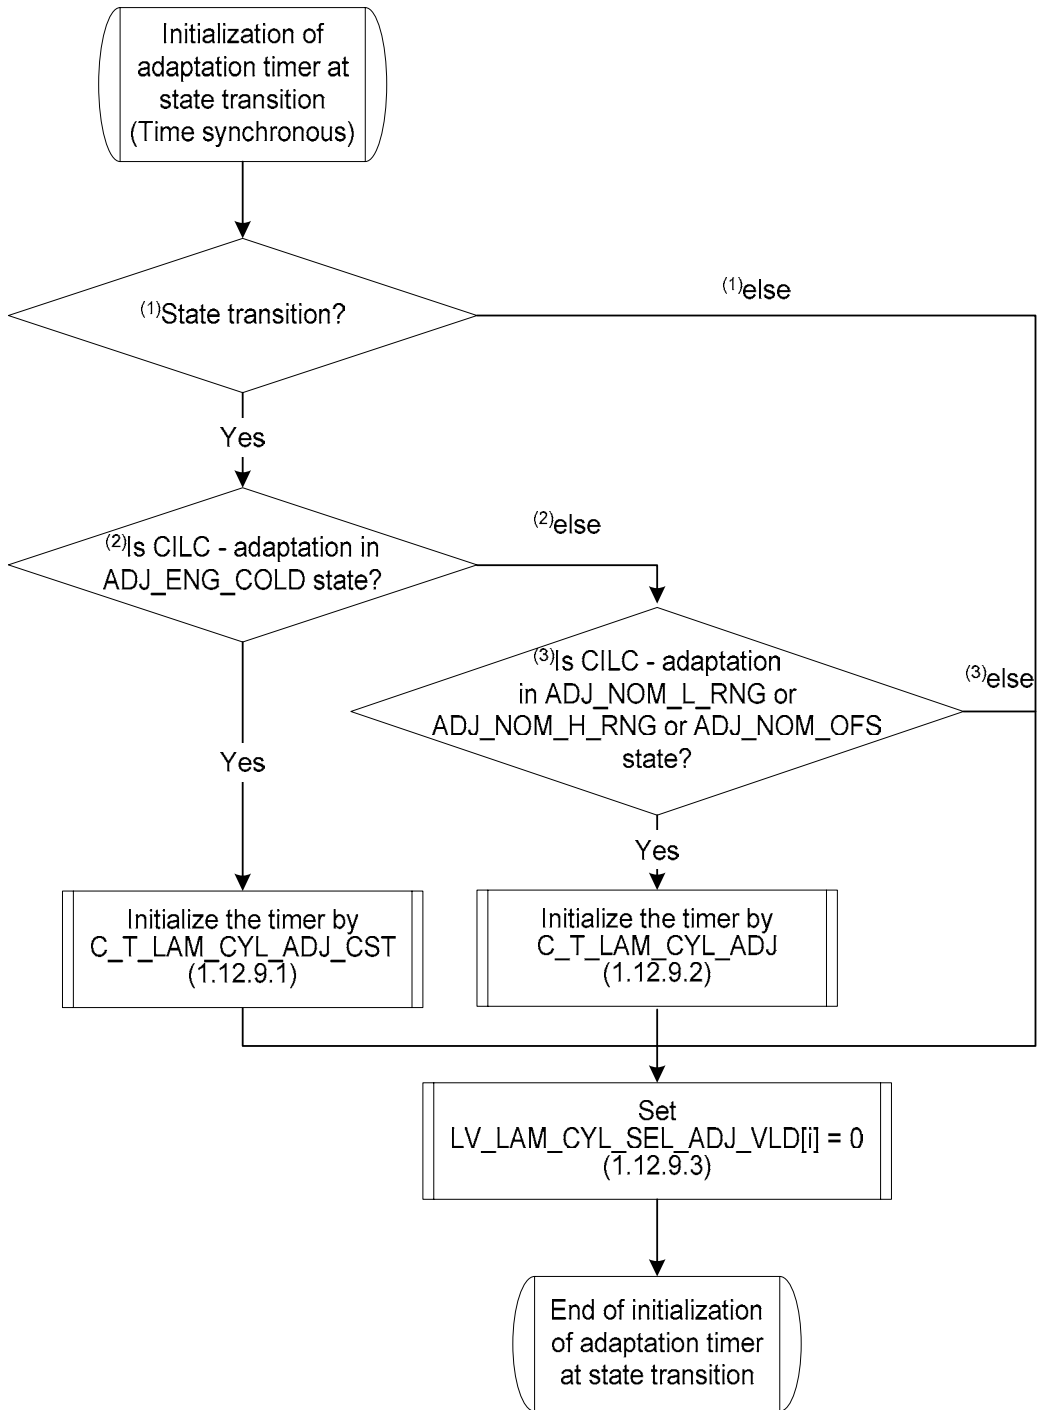 Initialization of
adaptation timer at
state transition
(Time synchronous)
(1)else
(1)State transition?
Yes
(2)else
(2)Is CILC - adaptation in
ADJ_ENG_COLD state?
(3)Is CILC - adaptation
in ADJ_NOM_L_RNG or
ADJ_NOM_H_RNG or ADJ_NOM_OFS
state?
(3)else
Yes
Yes
Initialize the timer by
C_T_LAM_CYL_ADJ_CST
(1.12.9.1)
Initialize the timer by
C_T_LAM_CYL_ADJ
(1.12.9.2)
Set
LV_LAM_CYL_SEL_ADJ_VLD[i] = 0
(1.12.9.3)
End of initialization
of adaptation timer
at state transition